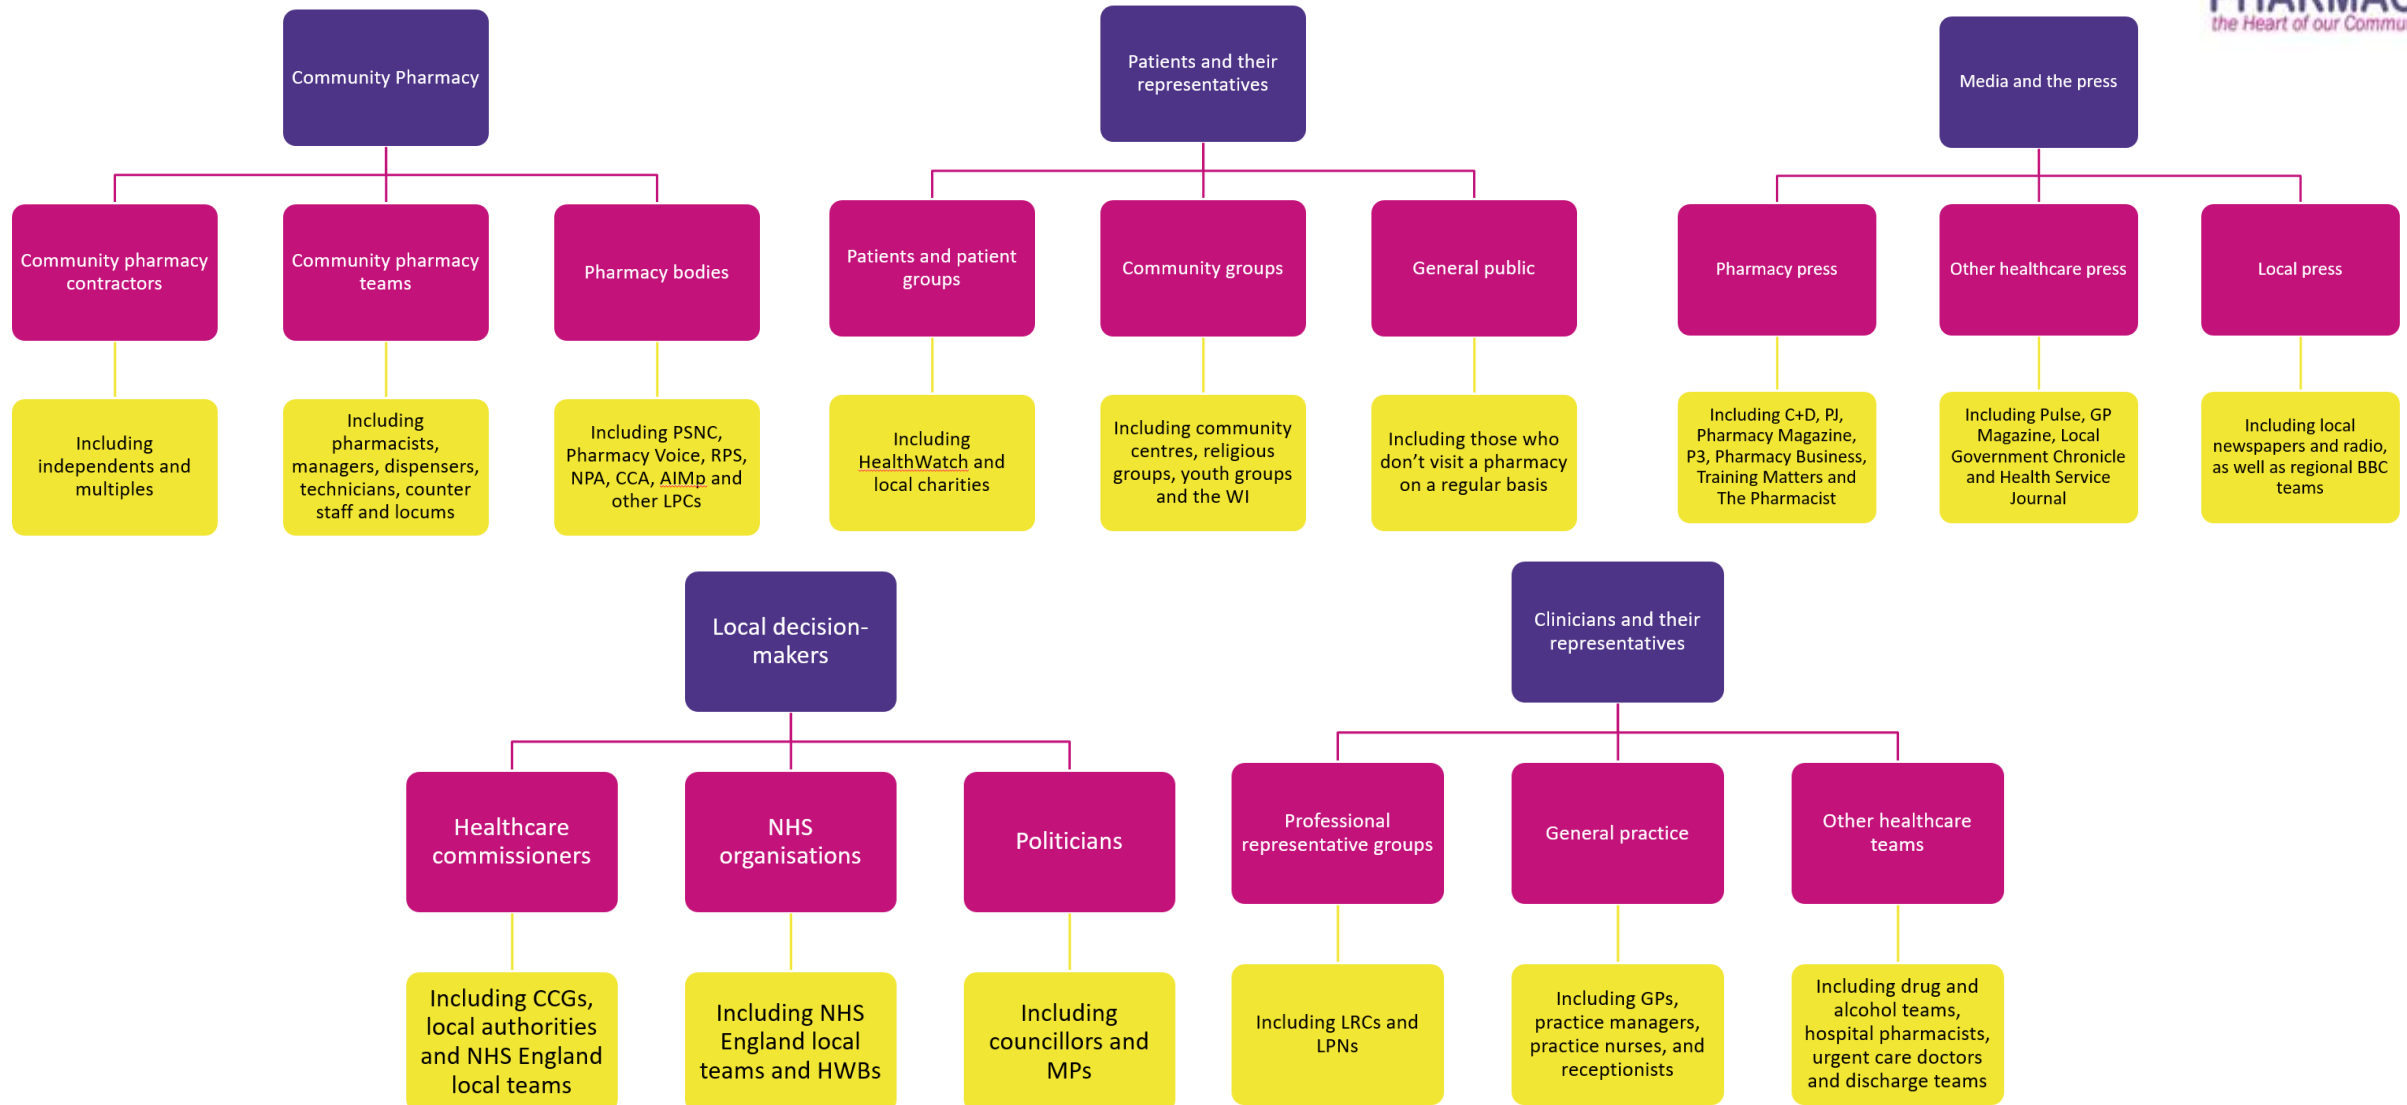 the Heart of our Commu
Community Pharmacy
Patients and their
representatives
Media and the press
Community pharmacy
contractors
Community pharmacy
teams
Pharmacy bodies
Patients and patient
groups
Community groups
General public
Pharmacy press
Other healthcare press
Local press
Including
independents and
multiples
Including
pharmacists,
managers, dispensers,
technicians, counter
staff and locums
Including PSNC,
Pharmacy Voice, RPS,
NPA, CCA, AIMp and
other LPCs
Including
HealthWatch and
local charities
Including community
centres, religious
groups, youth groups
and the WI
Including those who
don’t visit a pharmacy
on a regular basis
Including C+D, PJ,
Pharmacy Magazine,
P3, Pharmacy Business,
Training Matters and
The Pharmacist
Including Pulse, GP
Magazine, Local
Government Chronicle
and Health Service
Journal
Including local
newspapers and radio,
as well as regional BBC
teams
Local decision-
makers
Clinicians and their
representatives
Healthcare
commissioners
NHS
organisations
Politicians
Professional
representative groups
General practice
Other healthcare
teams
Including CCGs,
local authorities
and NHS England
local teams
Including NHS
England local
teams and HWBs
Including
councillors and
MPs
Including LRCs and
LPNs
Including GPs,
practice managers,
practice nurses, and
receptionists
Including drug and
alcohol teams,
hospital pharmacists,
urgent care doctors
and discharge teams